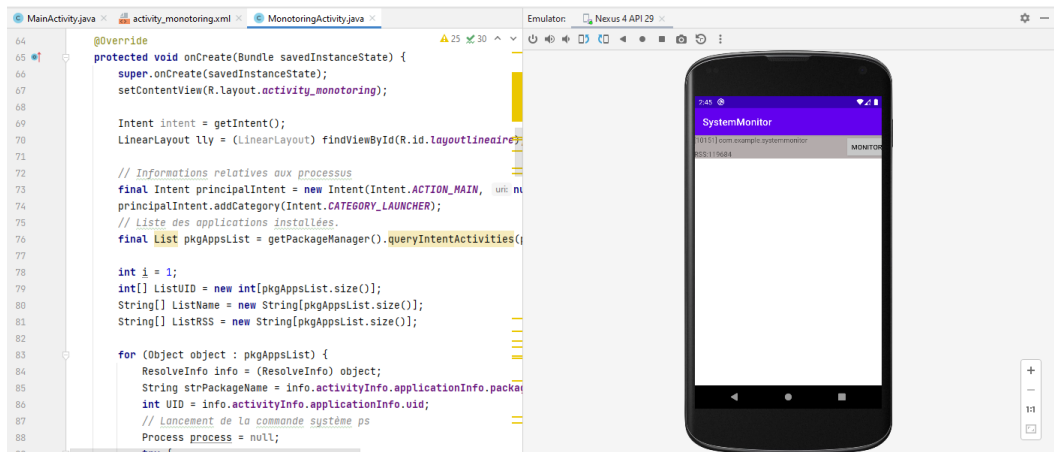 MainActivity.java
activity_monotoring.xml
MonotoringActivity.java
Emulator: Nexus 4 API 29
25 30
64 @Override
65 protected void onCreate(Bundle savedInstanceState) {
66 super.onCreate(savedInstanceState);
67 setContentView(R.layout.activity_monotoring);
68
69 Intent intent = getIntent();
70 LinearLayout lly = (LinearLayout) findViewById(R.id.layoutlineaire);
71
72 // Informations relatives aux processus
73 final Intent principalIntent = new Intent(Intent.ACTION_MAIN, uri: nu
74 principalIntent.addCategory(Intent.CATEGORY_LAUNCHER);
75 // Liste des applications installées.
76 final List pkgAppsList = getPackageManager().queryIntentActivities(p
77
78 int i = 1;
79 int[] ListUID = new int[pkgAppsList.size()];
80 String[] ListName = new String[pkgAppsList.size()];
81 String[] ListRSS = new String[pkgAppsList.size()];
82
83 for (Object object : pkgAppsList) {
84 ResolveInfo info = (ResolveInfo) object;
85 String strPackageName = info.activityInfo.applicationInfo.packag
86 int UID = info.activityInfo.applicationInfo.uid;
87 // Lancement de la commande système ps
88 Process process = null;
2:45
SystemMonitor
[10151] com.example.systemmonitor
MONITOR
RSS:119684
1:1